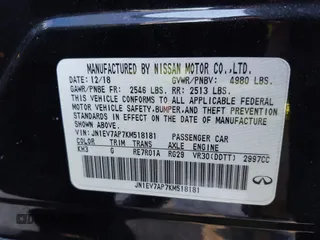 MANUFACTURED BY NISSAN MOTOR CO.,LTD.
DATE: 12/18 GVWR/PNBV: 4980 LBS.
GAWR/PNBE FR: 2546 LBS. RR: 2513 LBS.
THIS VEHICLE CONFORMS TO ALL APPLICABLE
FEDERAL MOTOR VEHICLE SAFETY, BUMPER, AND THEFT
PREVENTION STANDARDS IN EFFECT ON THE DATE OF
MANUFACTURE SHOWN ABOVE.
V.I.N.: JN1EV7AP7KM518181 PASSENGER CAR
COLOR TRIM TRANS AXLE ENGINE
KH3 G RE7R01A RG29 VR30(DDTT) 2997CC
JN1EV7AP7KM518181